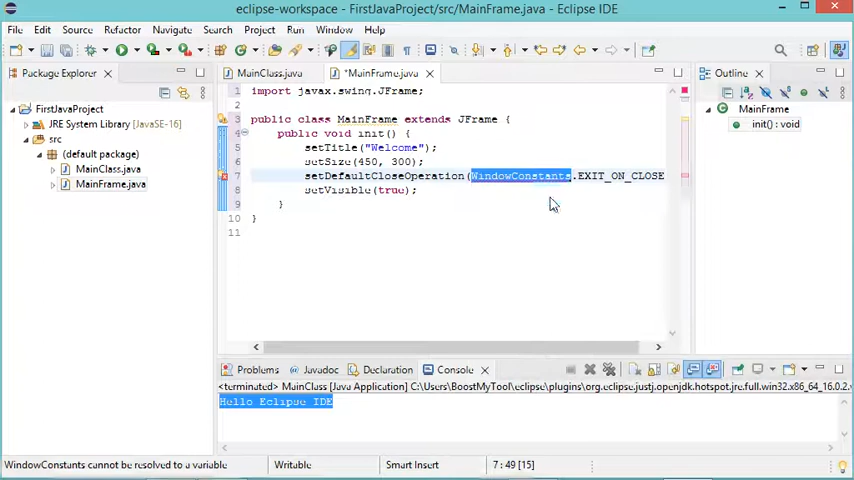 eclipse-workspace - FirstJavaProject/src/MainFrame.java - Eclipse IDE
File Edit Source Refactor Navigate Search Project Run Window Help
Package Explorer
MainClass.java
*MainFrame.java
Outline
FirstJavaProject
JRE System Library [JavaSE-16]
src
(default package)
MainClass.java
MainFrame.java
1 import javax.swing.JFrame;
2
3 public class MainFrame extends JFrame {
4 public void init() {
5 setTitle("Welcome");
6 setSize(450, 300);
7 setDefaultCloseOperation(WindowConstants.EXIT_ON_CLOSE
8 setVisible(true);
9 }
10 }
11
MainFrame
init() : void
Problems Javadoc Declaration Console
<terminated> MainClass [Java Application] C:\Users\BoostMyTool\eclipse\plugins\org.eclipse.justj.openjdk.hotspot.jre.full.win32.x86_64_16.0.2.
Hello Eclipse IDE
WindowConstants cannot be resolved to a variable
Writable
Smart Insert
7 : 49 [15]